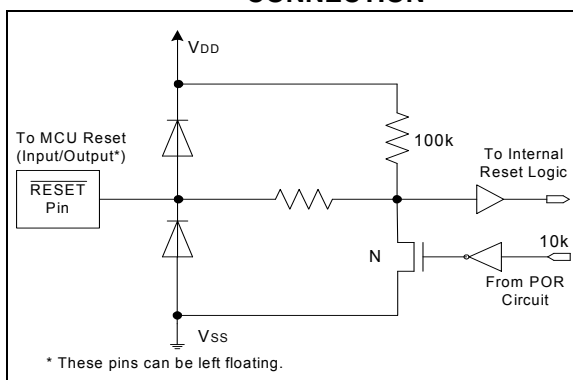 CONNECTION
VDD
To MCU Reset
(Input/Output*)
RESET
Pin
100k
To Internal
Reset Logic
10k
N
From POR
Circuit
VSS
* These pins can be left floating.